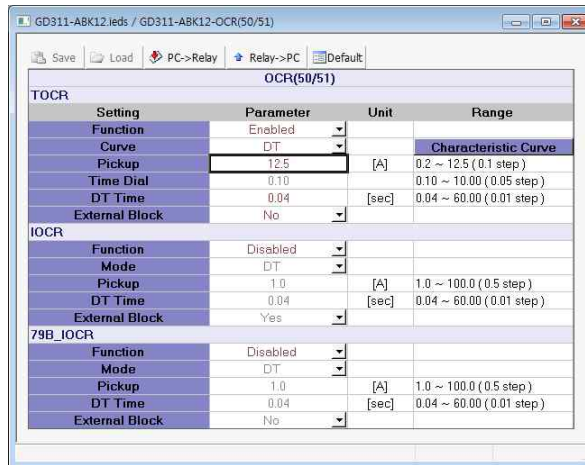 GD311-ABK12.ieds / GD311-ABK12-OCR(50/51)
Save Load PC->Relay Relay->PC Default
OCR(50/51)
TOCR
Setting Parameter Unit Range
Function Enabled
Curve DT Characteristic Curve
Pickup 12.5 [A] 0.2 ~ 12.5 ( 0.1 step )
Time Dial 0.10 0.10 ~ 10.00 ( 0.05 step )
DT Time 0.04 [sec] 0.04 ~ 60.00 ( 0.01 step )
External Block No
IOCR
Function Disabled
Mode DT
Pickup 1.0 [A] 1.0 ~ 100.0 ( 0.5 step )
DT Time 0.04 [sec] 0.04 ~ 60.00 ( 0.01 step )
External Block Yes
79B_IOCR
Function Disabled
Mode DT
Pickup 1.0 [A] 1.0 ~ 100.0 ( 0.5 step )
DT Time 0.04 [sec] 0.04 ~ 60.00 ( 0.01 step )
External Block No